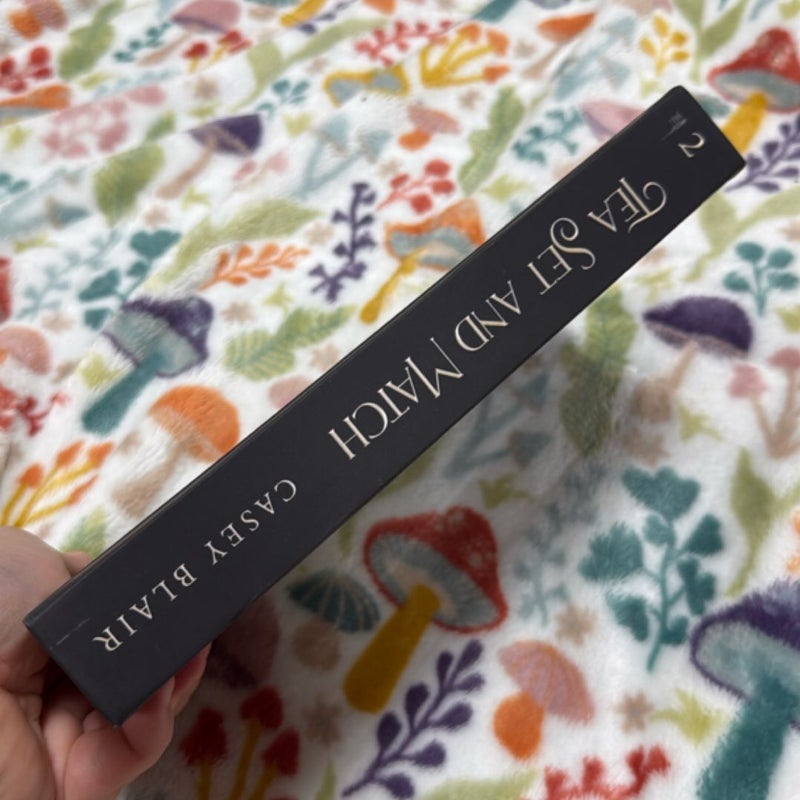 2
TEA SET AND MATCH
CASEY BLAIR